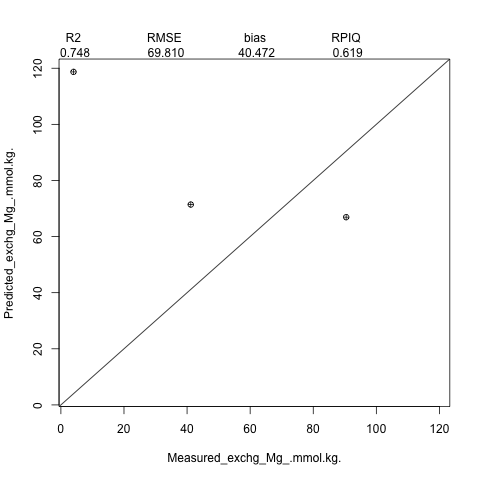 R2 RMSE bias RPIQ
0.748 69.810 40.472 0.619
120
100
80
60
40
20
0
Predicted_exchg_Mg_.mmol.kg.
0 20 40 60 80 100 120
Measured_exchg_Mg_.mmol.kg.